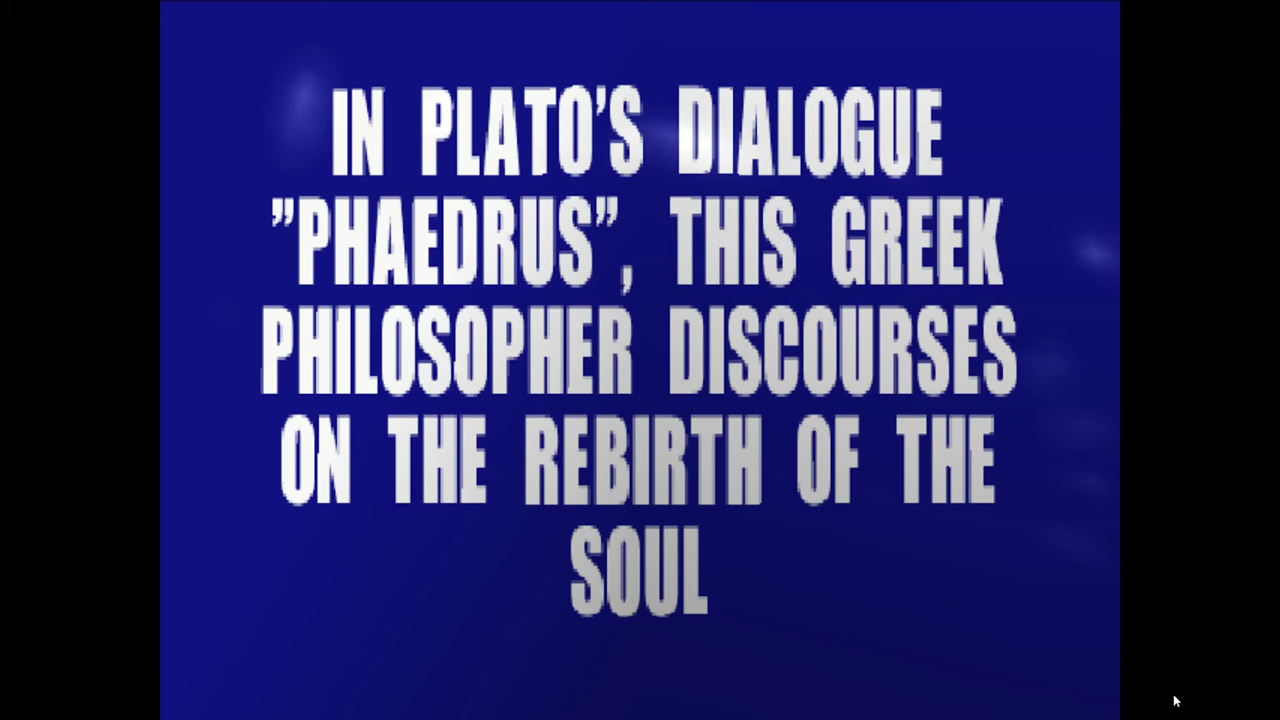 IN PLATO'S DIALOGUE
"PHAEDRUS", THIS GREEK
PHILOSOPHER DISCOURSES
ON THE REBIRTH OF THE
SOUL